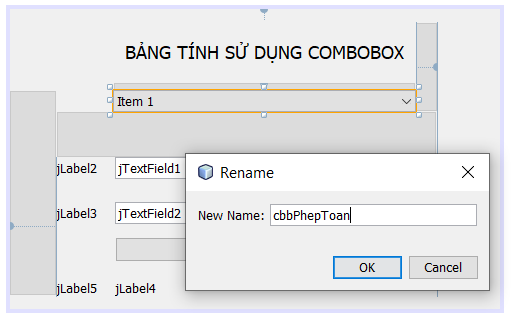 BẢNG TÍNH SỬ DỤNG COMBOBOX
Item 1
jLabel2 jTextField1
Rename
New Name: cbbPhepToan
jLabel3 jTextField2
OK Cancel
jLabel5 jLabel4